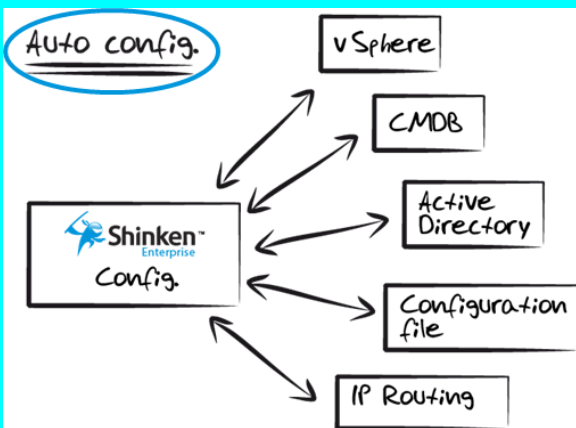 Auto config.
vSphere
CMDB
Active
Directory
Shinken™
Enterprise
Config.
Configuration
file
IP Routing